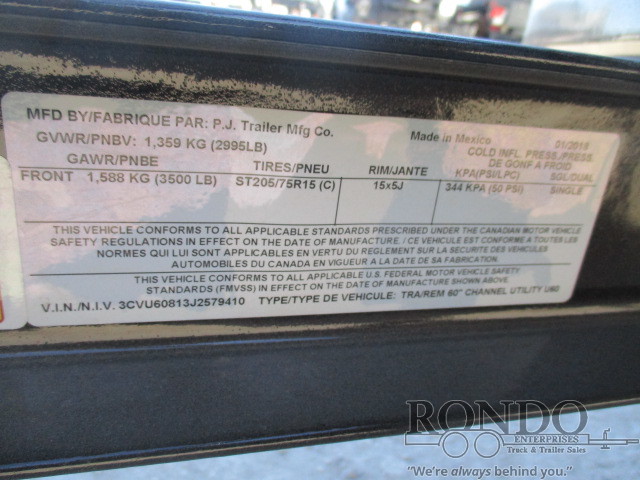 MFD BY/FABRIQUE PAR: P.J. Trailer Mfg Co. Made in Mexico 01/2018
GVWR/PNBV: 1,359 KG (2995LB) COLD INFL. PRESS./PRESS.
DE GONF A FROID
GAWR/PNBE TIRES/PNEU RIM/JANTE KPA(PSI/LPC) SGL/DUAL
FRONT 1,588 KG (3500 LB) ST205/75R15 (C) 15x5J 344 KPA (50 PSI) SINGLE
THIS VEHICLE CONFORMS TO ALL APPLICABLE STANDARDS PRESCRIBED UNDER THE CANADIAN MOTOR VEHICLE
SAFETY REGULATIONS IN EFFECT ON THE DATE OF MANUFACTURE. / CE VEHICULE EST CONFORME A TOUTES LES
NORMES QUI LUI SONT APPLICABLES EN VERTU DU REGLEMENT SUR LA SECURITE DES VEHICULES
AUTOMOBILES DU CANADA EN VIGUEUR A LA DATE DE SA FABRICATION.
THIS VEHICLE CONFORMS TO ALL APPLICABLE U.S. FEDERAL MOTOR VEHICLE SAFETY
STANDARDS (FMVSS) IN EFFECT ON THE DATE OF MANUFACTURE SHOWN ABOVE.
V.I.N./N.I.V. 3CVU60813J2579410 TYPE/TYPE DE VEHICULE: TRA/REM 60" CHANNEL UTILITY U60
RONDO
ENTERPRISES
Truck & Trailer Sales
"We're always behind you."